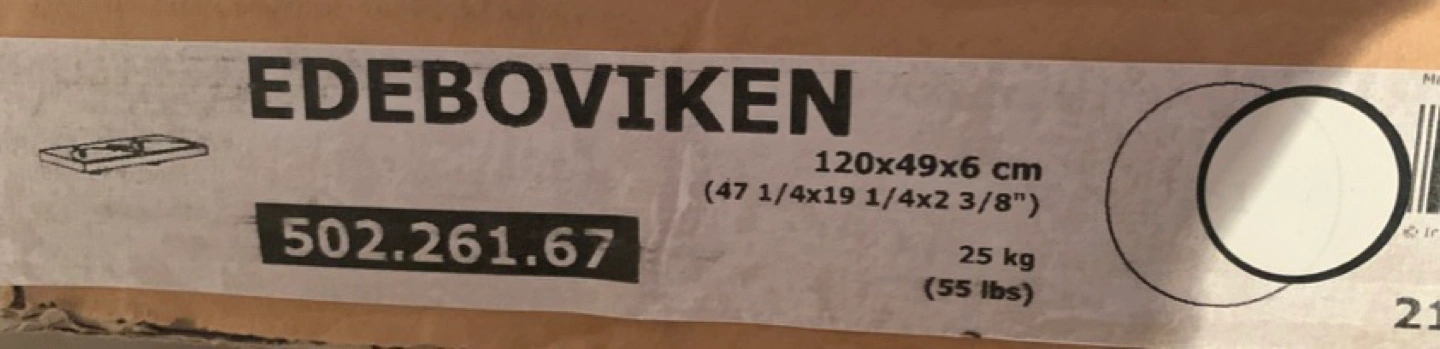 EDEBOVIKEN
120x49x6 cm
(47 1/4x19 1/4x2 3/8")
502.261.67
25 kg
(55 lbs)
21